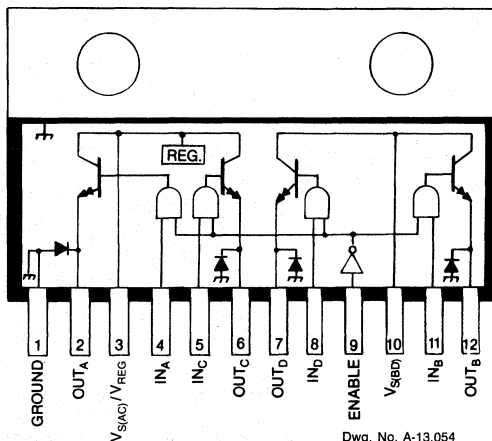 REG.
1 2 3 4 5 6 7 8 9 10 11 12
GROUND
OUTA
VS(AC)/VREG
INA
INC
OUTC
OUTD
IND
ENABLE
VS(BD)
INB
OUTB
Dwg. No. A-13,054